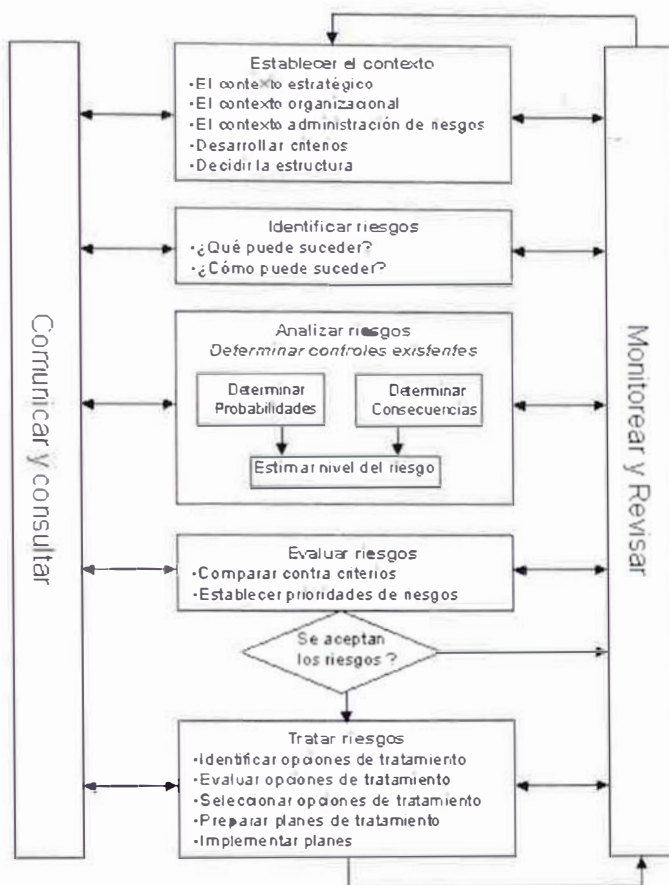 Establecer el contexto
·El contexto estratégico
·El contexto organizacional
·El contexto administración de riesgos
·Desarrollar criterios
·Decidir la estructura
Identificar riesgos
·¿Qué puede suceder?
·¿Cómo puede suceder?
Analizar riesgos
Determinar controles existentes
Determinar
Probabilidades
Determinar
Consecuencias
Estimar nivel del riesgo
Evaluar riesgos
·Comparar contra criterios
·Establecer prioridades de riesgos
Se aceptan
los riesgos ?
Tratar riesgos
·Identificar opciones de tratamiento
·Evaluar opciones de tratamiento
·Seleccionar opciones de tratamiento
·Preparar planes de tratamiento
·Implementar planes
Comunicar y consultar
Monitorear y Revisar